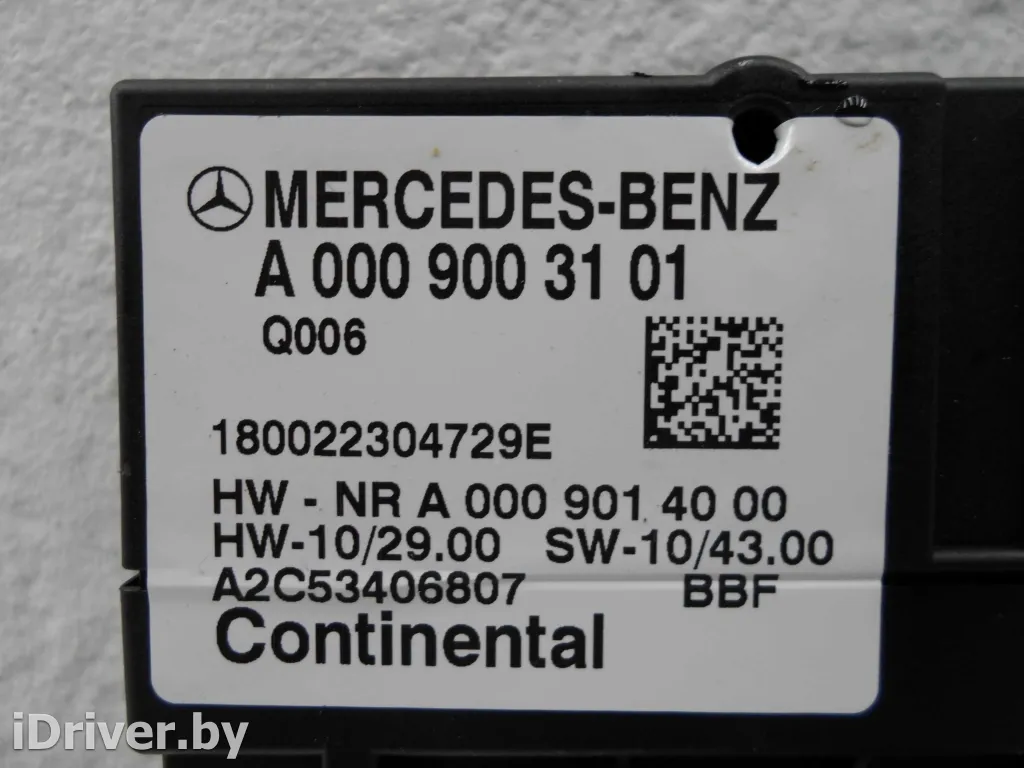 MERCEDES-BENZ
A 000 900 31 01
Q006
180022304729E
HW - NR A 000 901 40 00
HW-10/29.00 SW-10/43.00
A2C53406807 BBF
Continental
iDriver.by